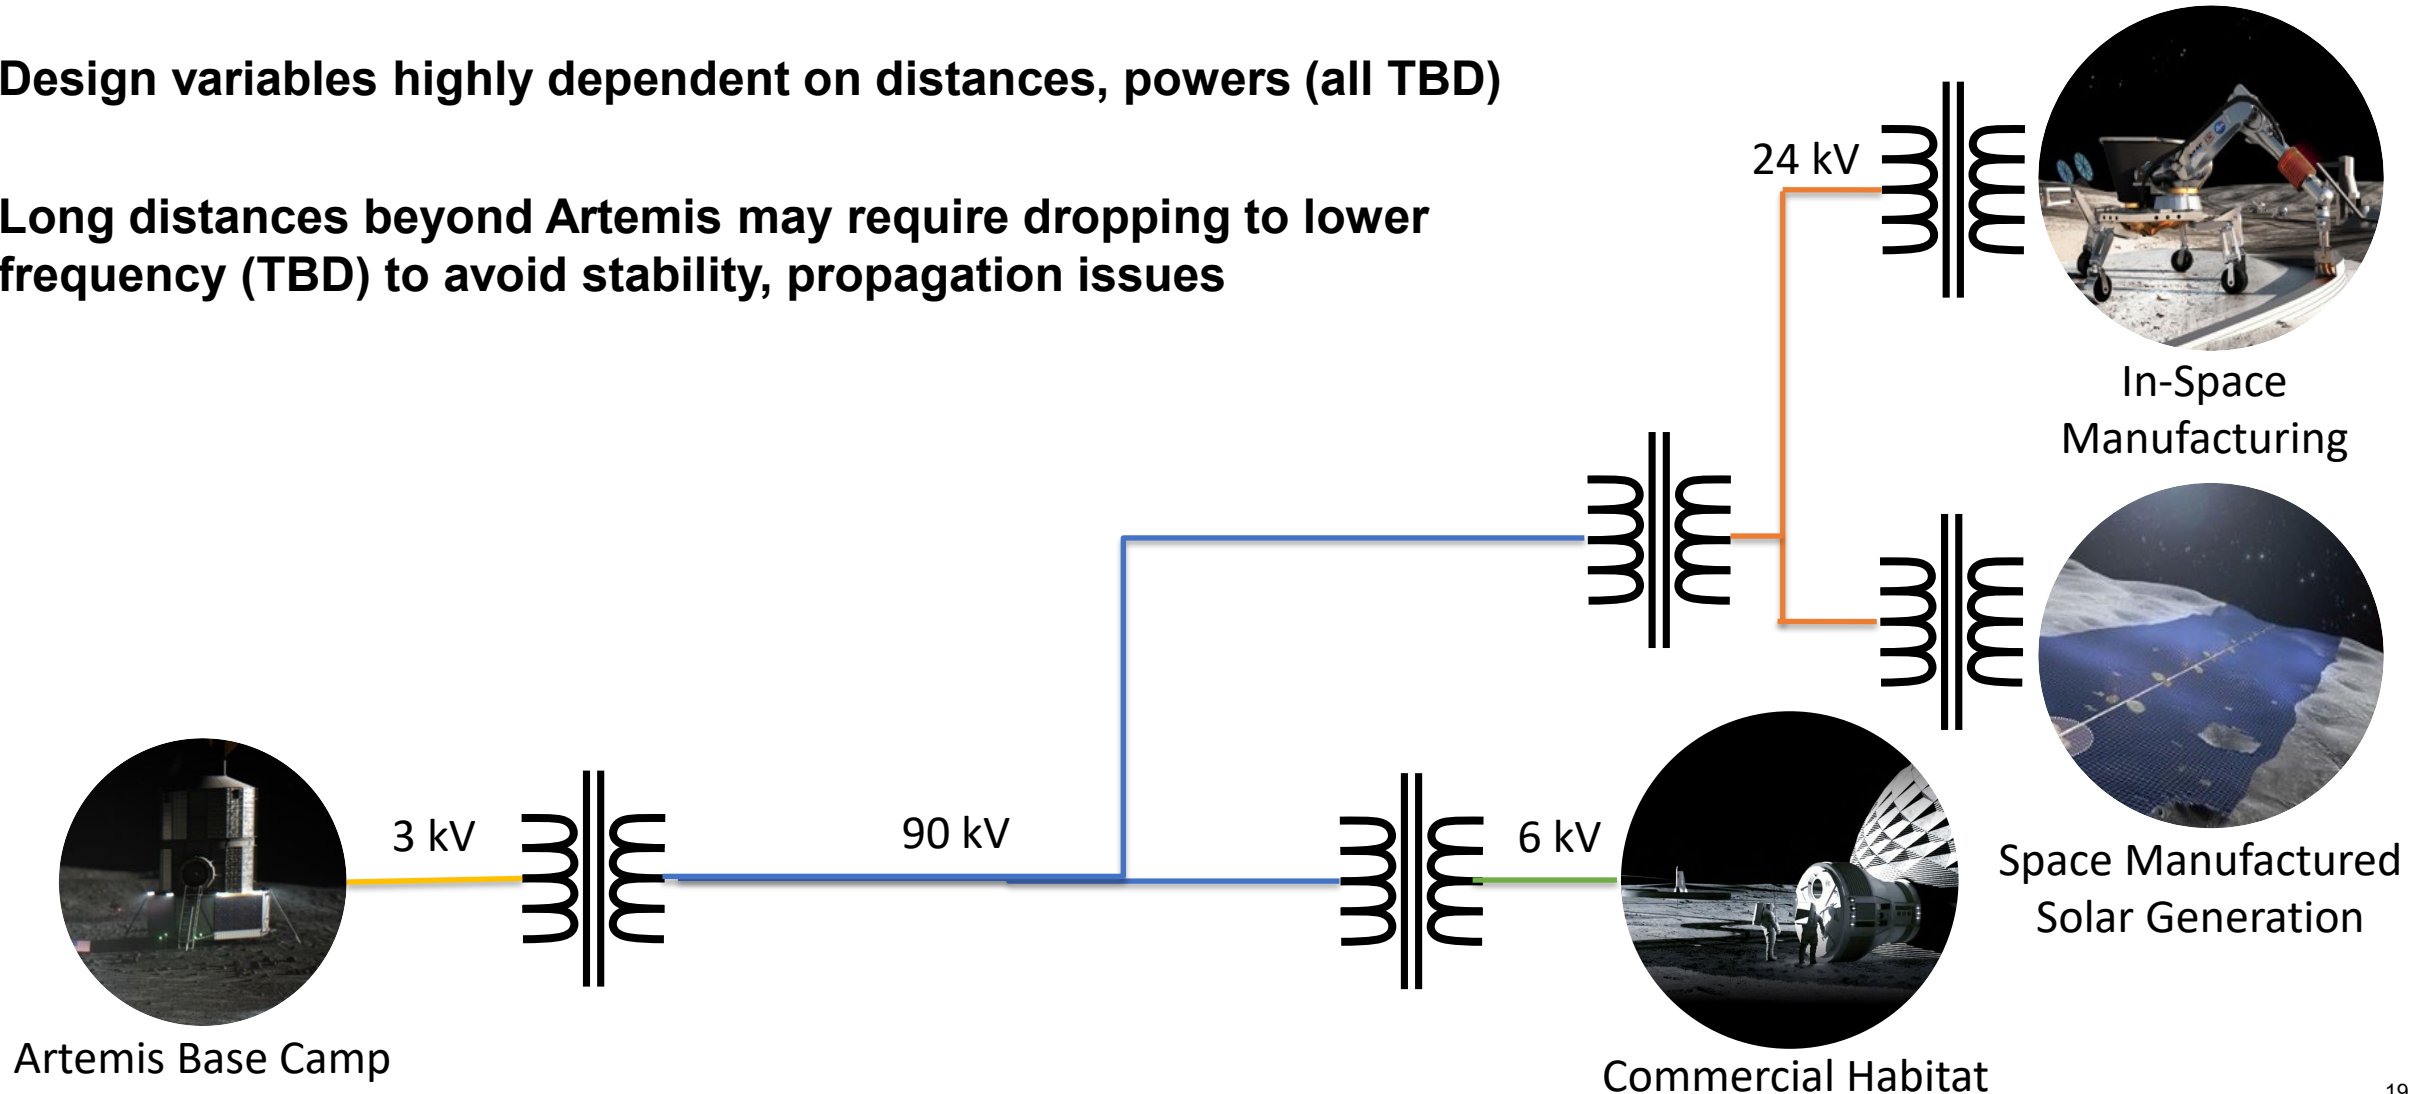 Design variables highly dependent on distances, powers (all TBD)
Long distances beyond Artemis may require dropping to lower
frequency (TBD) to avoid stability, propagation issues
24 kV
In-Space
Manufacturing
3 kV
90 kV
6 kV
Space Manufactured
Solar Generation
Artemis Base Camp
Commercial Habitat
19